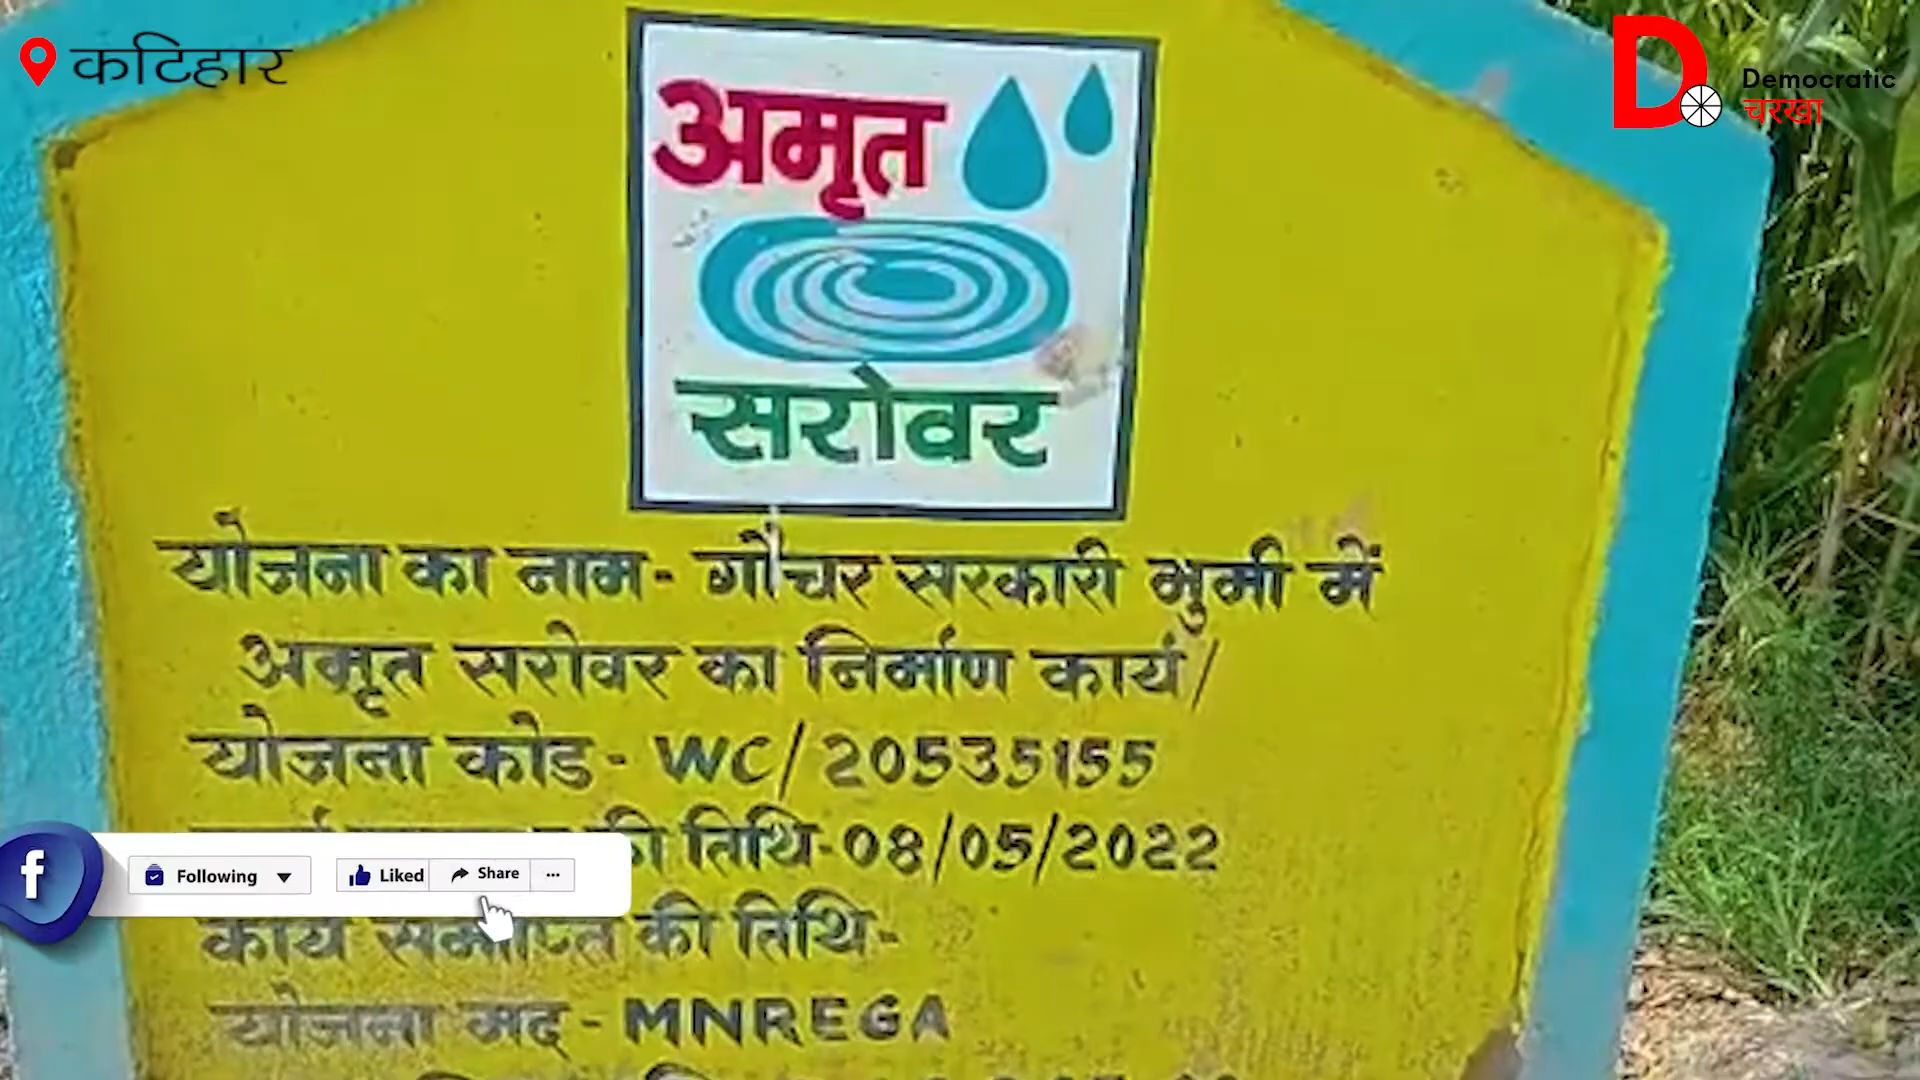 कटिहार
Democratic
चरखा
अमृत
सरोवर
योजना का नाम - गौचर सरकारी भुमी में
अमृत सरोवर का निर्माण कार्य/
योजना कोड - WC/20535155
की तिथि-08/05/2022
Following
Liked
Share
कार्य समाप्ति की तिथि-
योजना मद - MNREGA